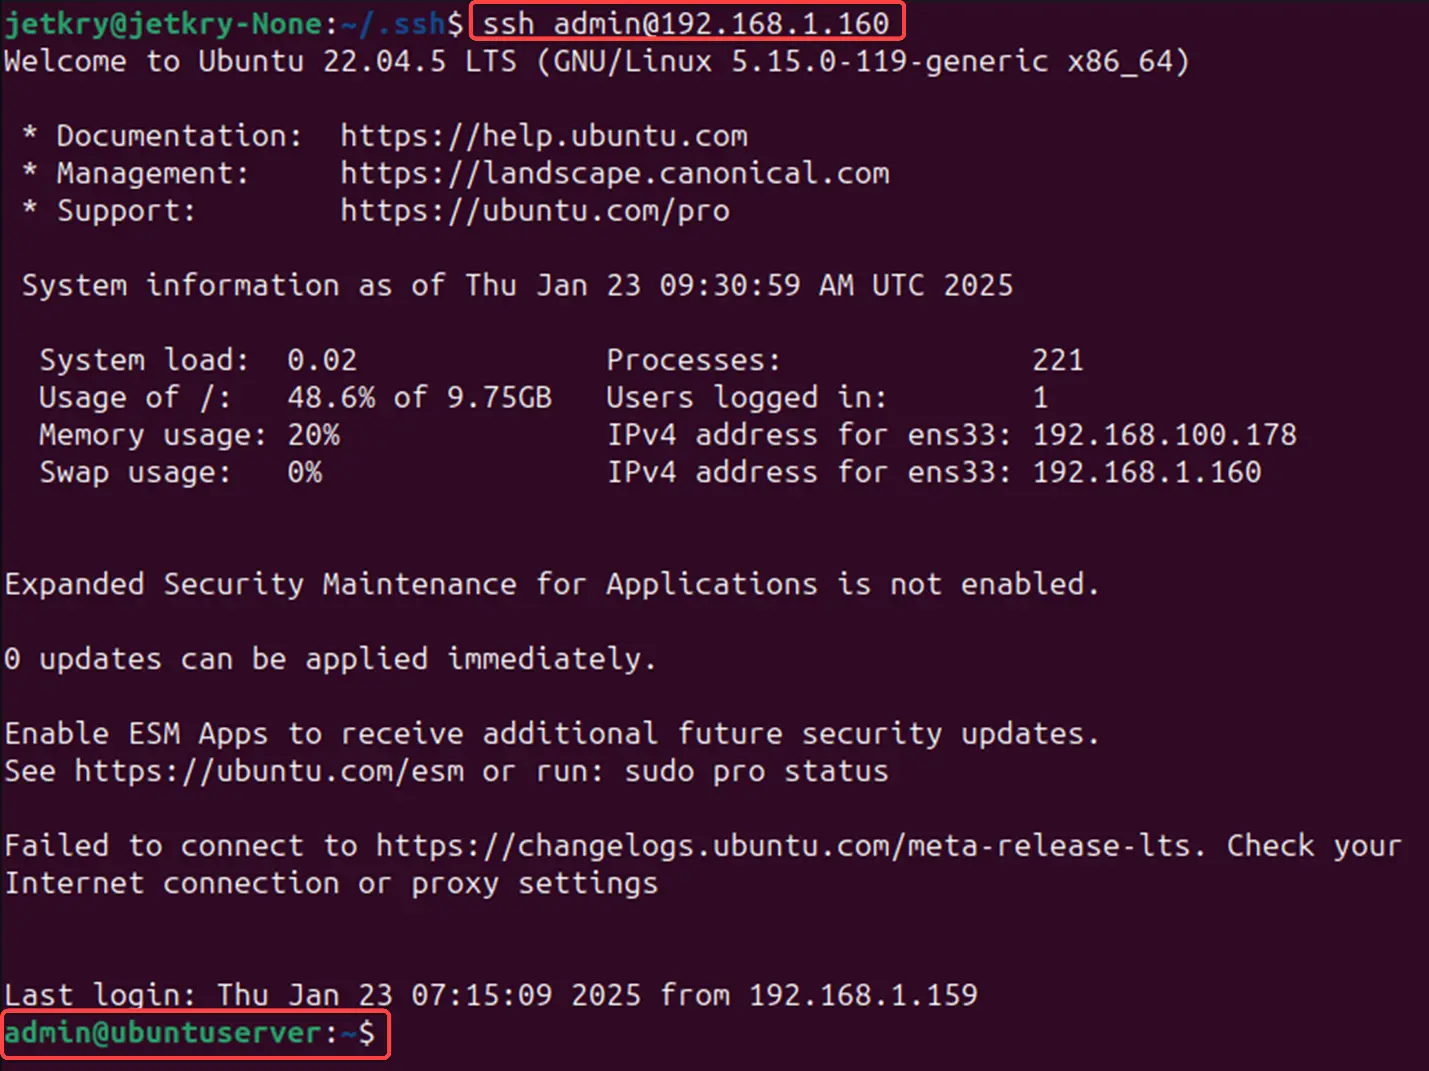 jetkry@jetkry-None:~/.ssh$ ssh admin@192.168.1.160
Welcome to Ubuntu 22.04.5 LTS (GNU/Linux 5.15.0-119-generic x86_64)
* Documentation:  https://help.ubuntu.com
* Management:     https://landscape.canonical.com
* Support:        https://ubuntu.com/pro
System information as of Thu Jan 23 09:30:59 AM UTC 2025
System load:  0.02               Processes:              221
Usage of /:   48.6% of 9.75GB   Users logged in:        1
Memory usage: 20%               IPv4 address for ens33: 192.168.100.178
Swap usage:   0%                IPv4 address for ens33: 192.168.1.160
Expanded Security Maintenance for Applications is not enabled.
0 updates can be applied immediately.
Enable ESM Apps to receive additional future security updates.
See https://ubuntu.com/esm or run: sudo pro status
Failed to connect to https://changelogs.ubuntu.com/meta-release-lts. Check your
Internet connection or proxy settings
Last login: Thu Jan 23 07:15:09 2025 from 192.168.1.159
admin@ubuntuserver:~$